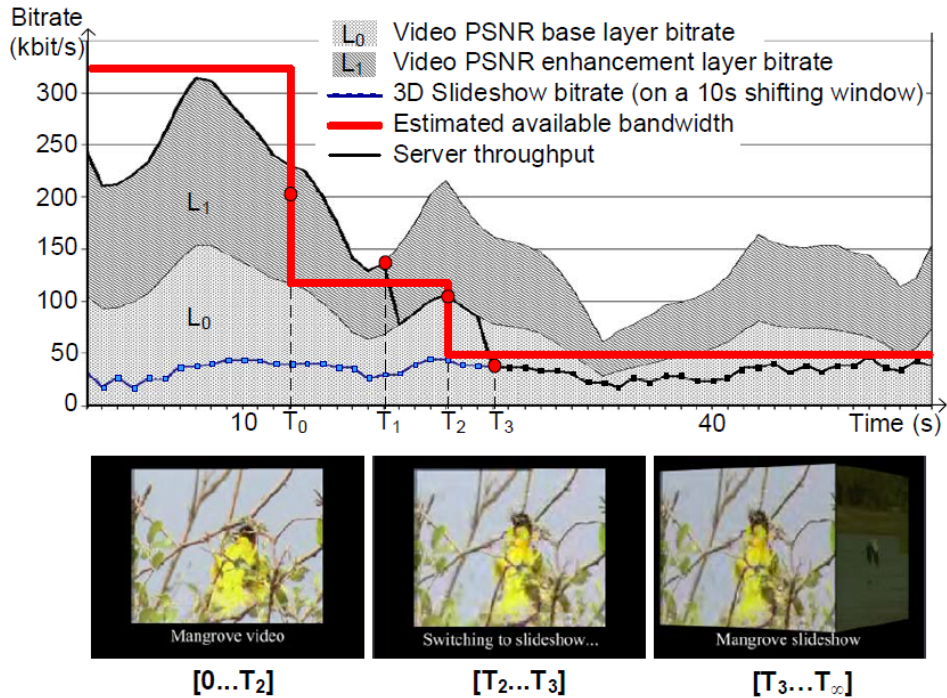 Bitrate
(kbit/s)
L0 Video PSNR base layer bitrate
L1 Video PSNR enhancement layer bitrate
3D Slideshow bitrate (on a 10s shifting window)
Estimated available bandwidth
Server throughput
300
250
200
150
100
50
0
L1
L0
10 T0 T1 T2 T3 40 Time (s)
Mangrove video
Switching to slideshow...
Mangrove slideshow
[0...T2] [T2...T3] [T3...T∞]